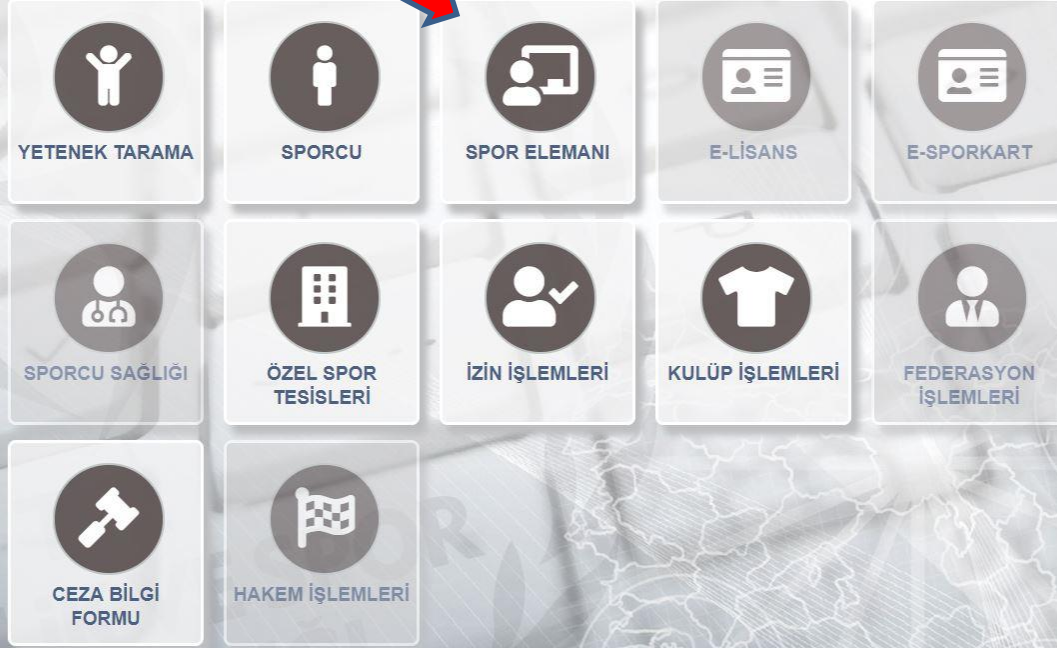 YETENEK TARAMA
SPORCU
SPOR ELEMANI
E-LİSANS
E-SPORKART
SPORCU SAĞLIĞI
ÖZEL SPOR
TESİSLERİ
İZİN İŞLEMLERİ
KULÜP İŞLEMLERİ
FEDERASYON
İŞLEMLERİ
CEZA BİLGİ
FORMU
HAKEM İŞLEMLERİ